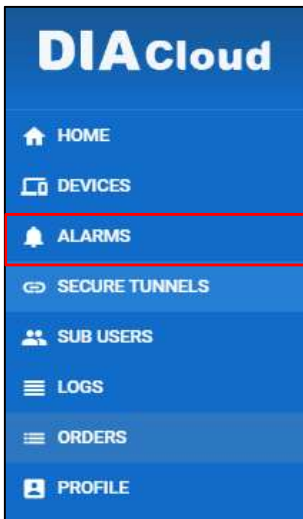 DIACloud
HOME
DEVICES
ALARMS
SECURE TUNNELS
SUB USERS
LOGS
ORDERS
PROFILE